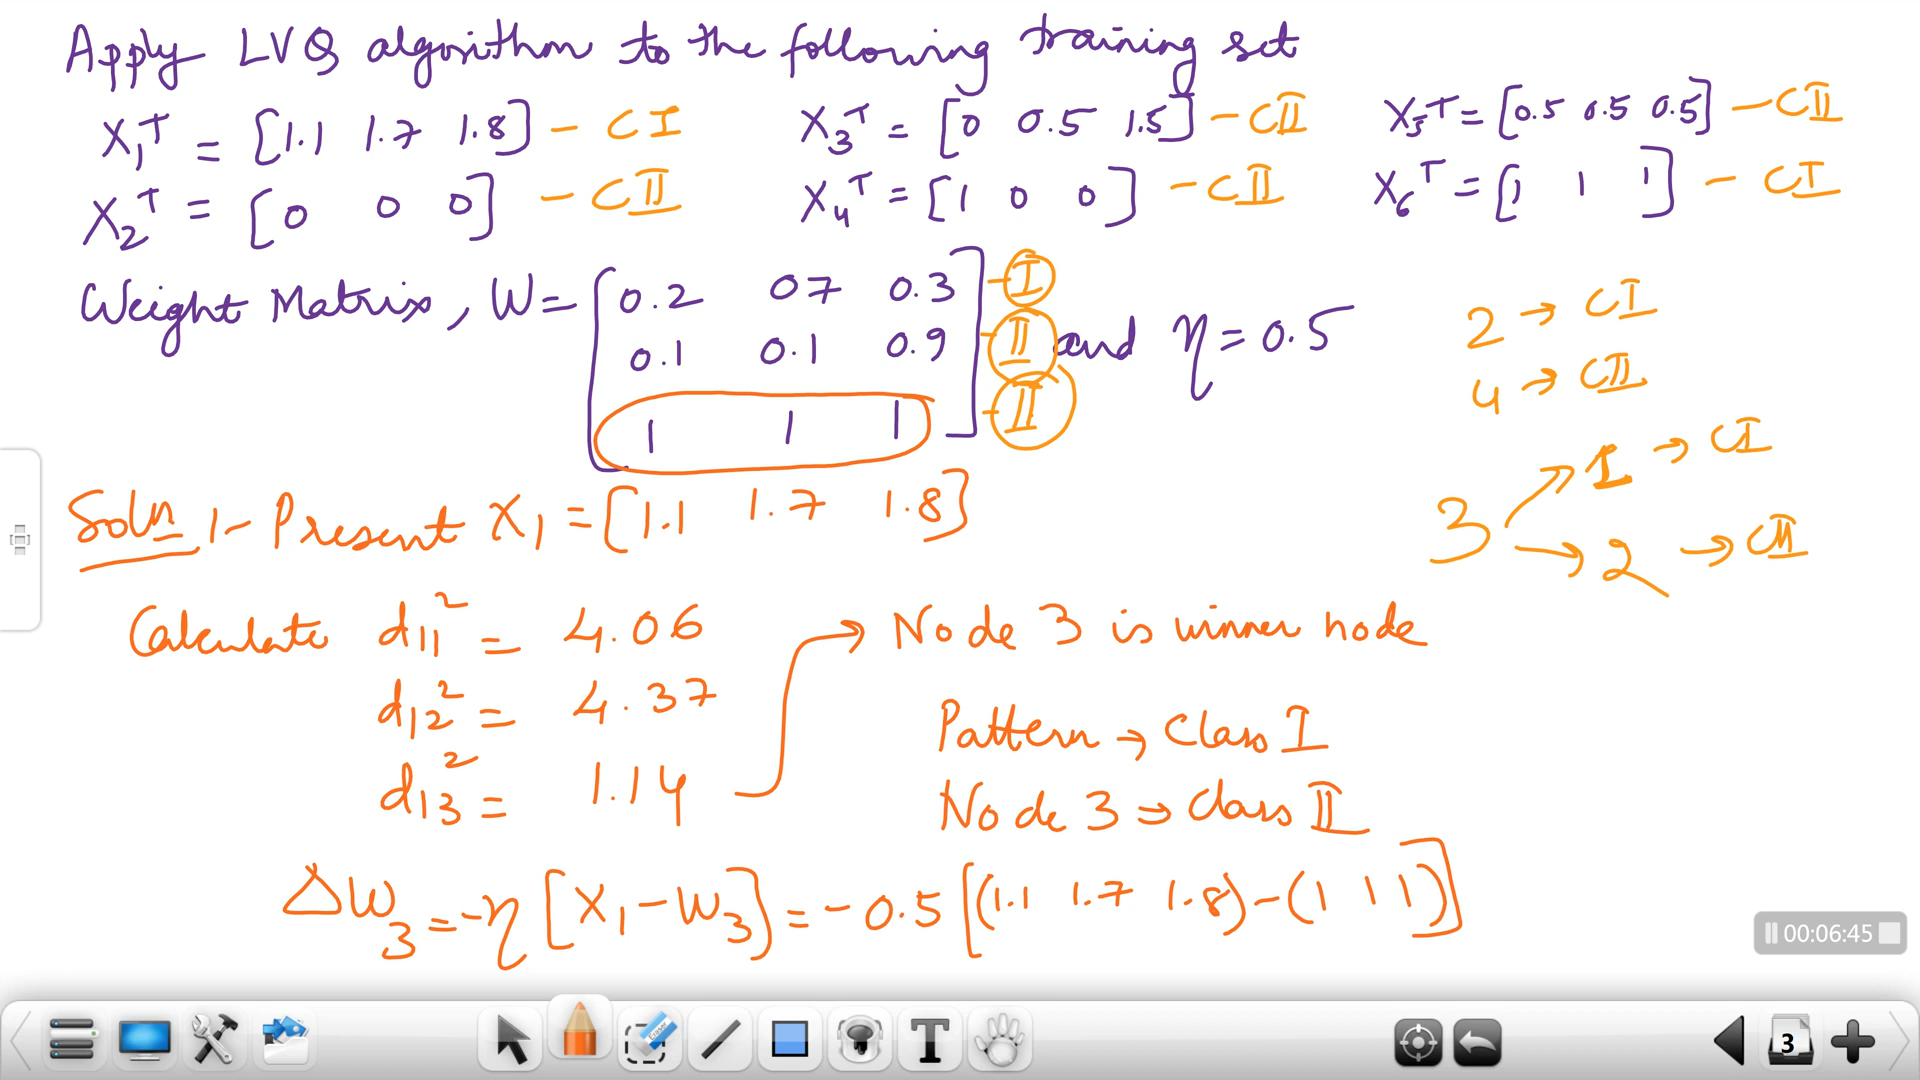 Apply LVQ algorithm to the following training set
X₁ᵀ = [1.1 1.7 1.8] - CI
X₃ᵀ = [0 0.5 1.5] - CII
X₅ᵀ = [0.5 0.5 0.5] - CII
X₂ᵀ = [0 0 0] - CII
X₄ᵀ = [1 0 0] - CII
X₆ᵀ = [1 1 1] - CI
Weight Matrix, W = [0.2 07 0.3 - I
0.1 0.1 0.9 - II
1 1 1] - II
and η = 0.5
2 → CI
4 → CII
3 → 1 → CI
→ 2 → CII
Soln 1- Present X₁ = [1.1 1.7 1.8]
Calculate d₁₁² = 4.06 → Node 3 is winner node
d₁₂² = 4.37
Pattern → Class I
d₁₃² = 1.14
Node 3 ⇒ Class II
ΔW₃ = -η [X₁ - W₃] = -0.5 [(1.1 1.7 1.8) - (1 1 1)]
00:06:45
Eraser
T
3